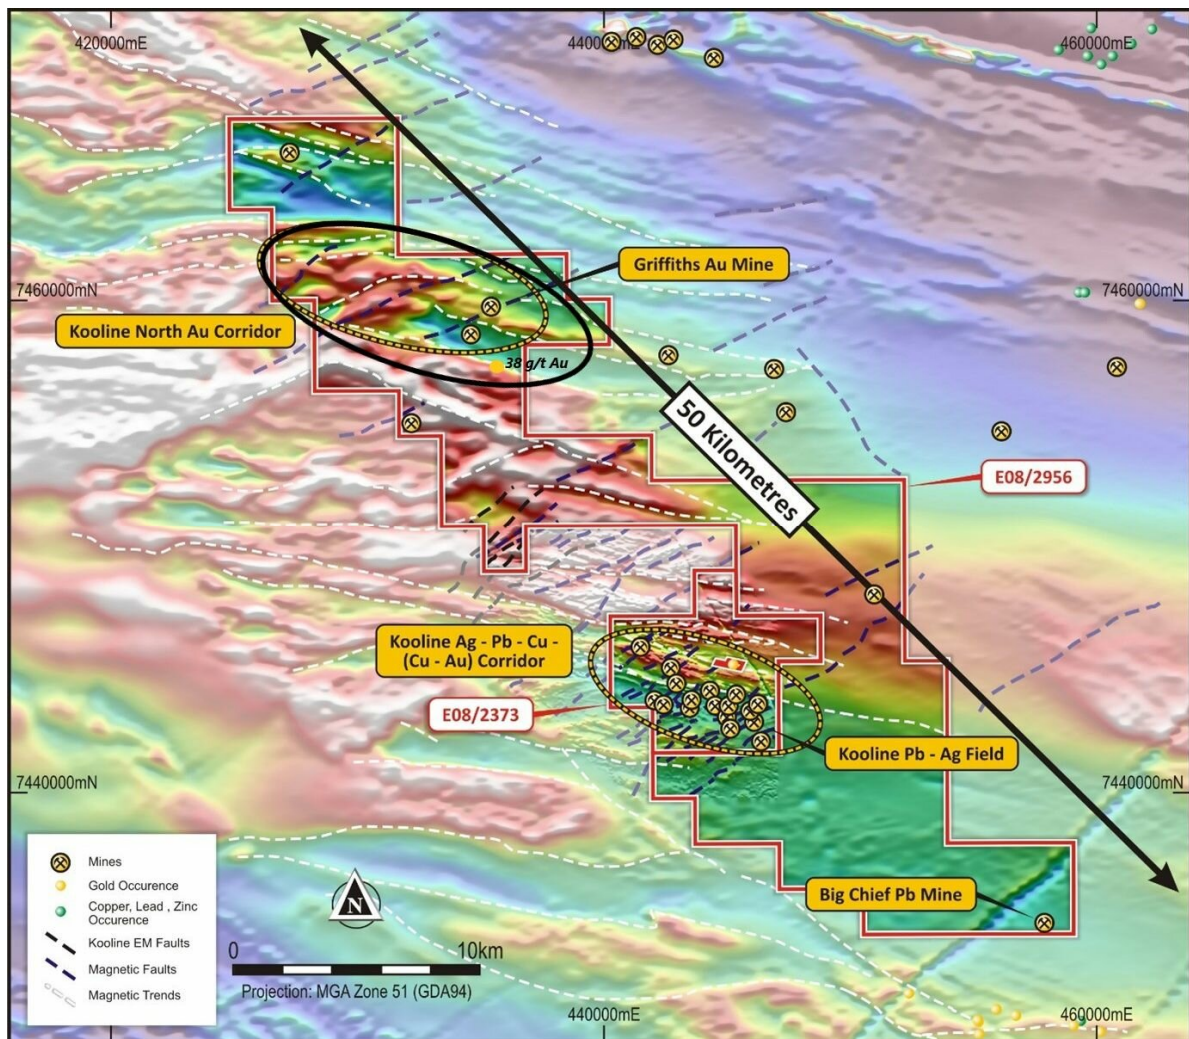 420000mE
440000mE
460000mE
Griffiths Au Mine
7460000mN
7460000mN
Kooline North Au Corridor
38 g/t Au
50 Kilometres
E08/2956
Kooline Ag - Pb - Cu -
(Cu - Au) Corridor
E08/2373
Kooline Pb - Ag Field
7440000mN
7440000mN
Mines
Gold Occurence
Copper, Lead , Zinc
Occurence
Kooline EM Faults
Magnetic Faults
Magnetic Trends
N
0
10km
Projection: MGA Zone 51 (GDA94)
Big Chief Pb Mine
440000mE
460000mE